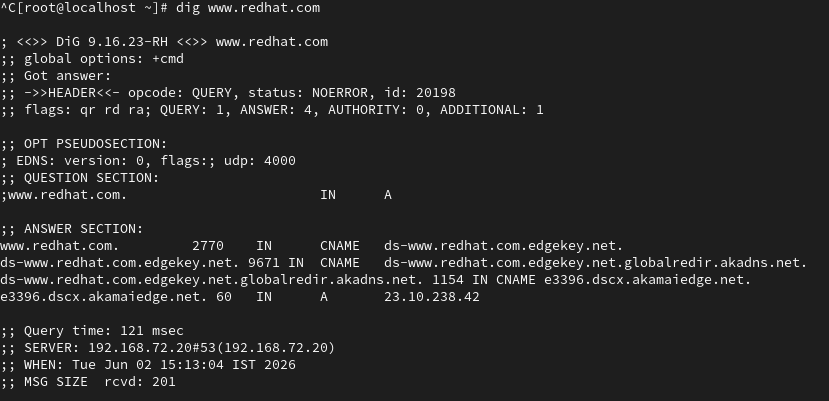 ^C[root@localhost ~]# dig www.redhat.com

; <<>> DiG 9.16.23-RH <<>> www.redhat.com
;; global options: +cmd
;; Got answer:
;; ->>HEADER<<- opcode: QUERY, status: NOERROR, id: 20198
;; flags: qr rd ra; QUERY: 1, ANSWER: 4, AUTHORITY: 0, ADDITIONAL: 1

;; OPT PSEUDOSECTION:
; EDNS: version: 0, flags:; udp: 4000
;; QUESTION SECTION:
;www.redhat.com.			IN	A

;; ANSWER SECTION:
www.redhat.com.		2770	IN	CNAME	ds-www.redhat.com.edgekey.net.
ds-www.redhat.com.edgekey.net. 9671 IN	CNAME	ds-www.redhat.com.edgekey.net.globalredir.akadns.net.
ds-www.redhat.com.edgekey.net.globalredir.akadns.net. 1154 IN CNAME e3396.dscx.akamaiedge.net.
e3396.dscx.akamaiedge.net. 60	IN	A	23.10.238.42

;; Query time: 121 msec
;; SERVER: 192.168.72.20#53(192.168.72.20)
;; WHEN: Tue Jun 02 15:13:04 IST 2026
;; MSG SIZE  rcvd: 201